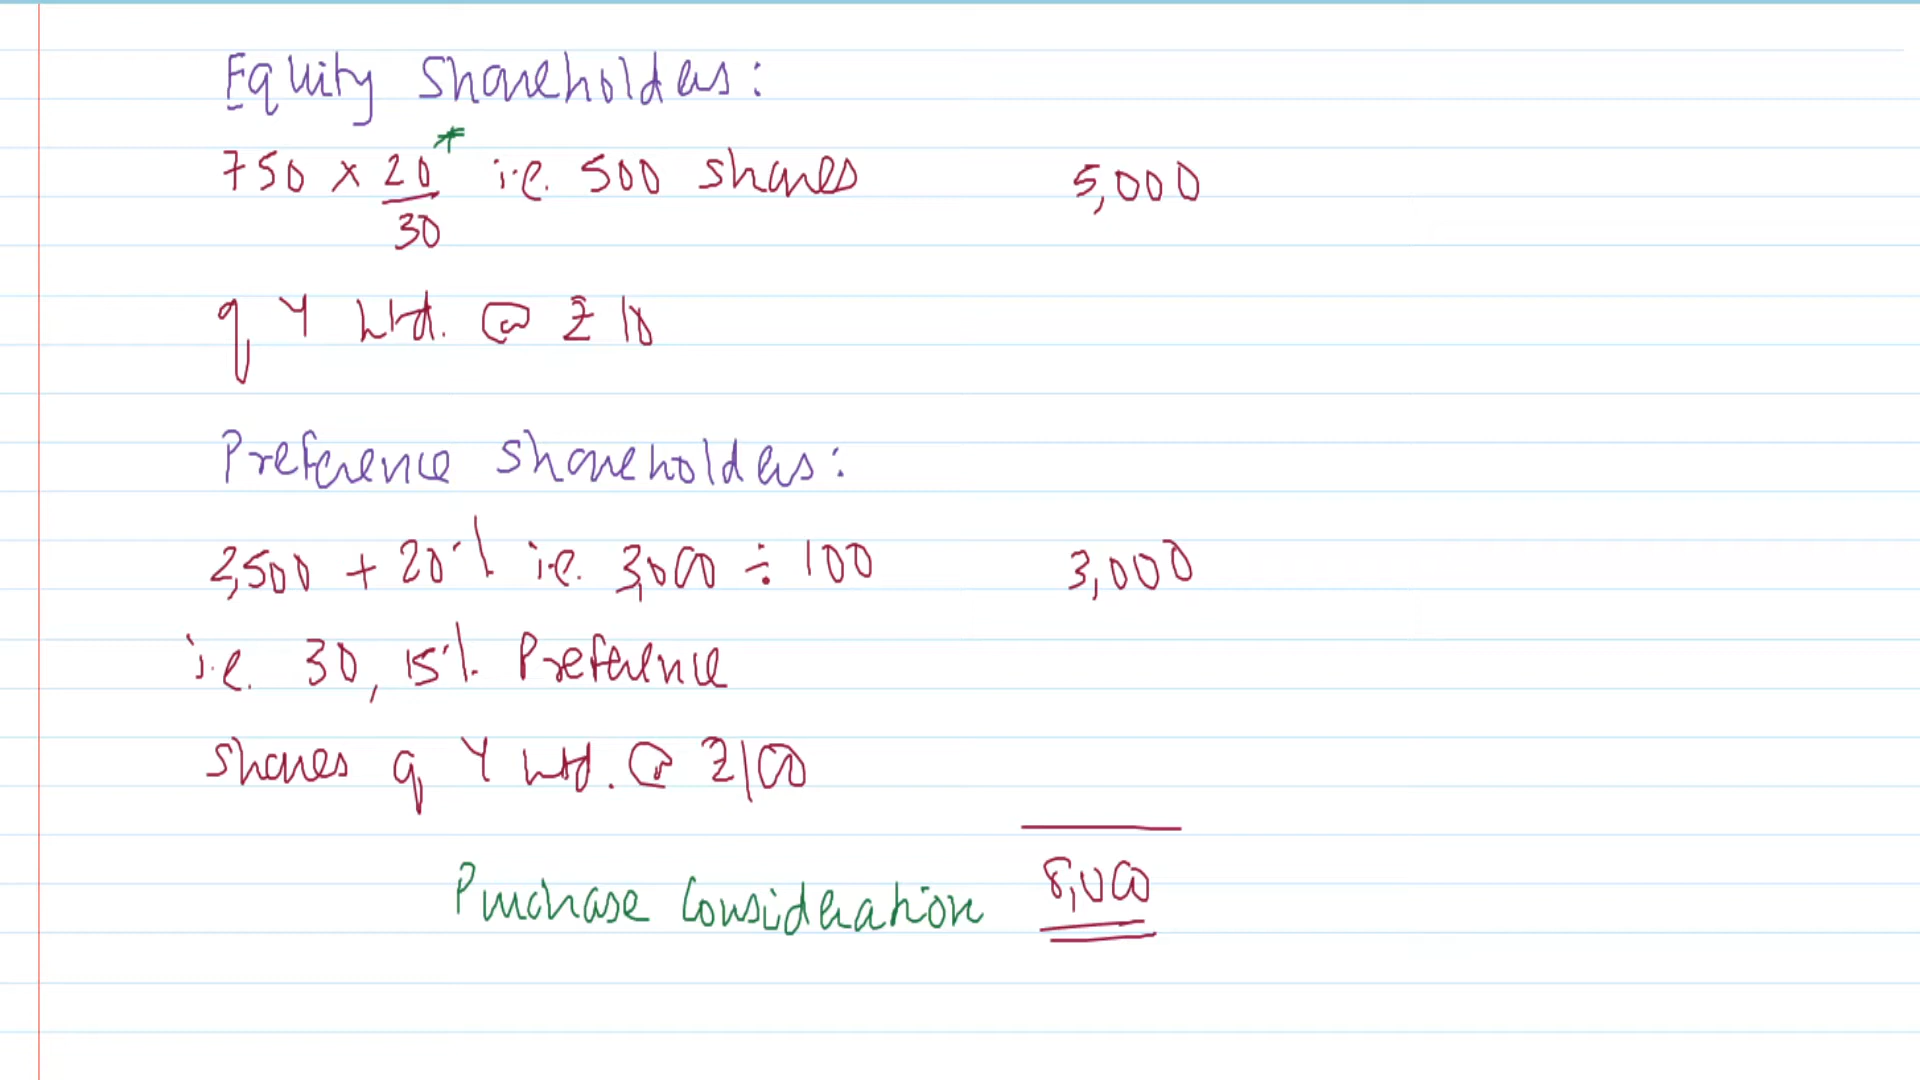 Equity Shareholders:
750 × 20* i.e. 500 shares 5,000
30
of Y Ltd. @ ₹ 10
Preference Shareholders:
2,500 + 20% i.e. 3,000 ÷ 100 3,000
i.e. 30, 15% Preference
Shares of Y Ltd. @ ₹100
Purchase Consideration 8,000